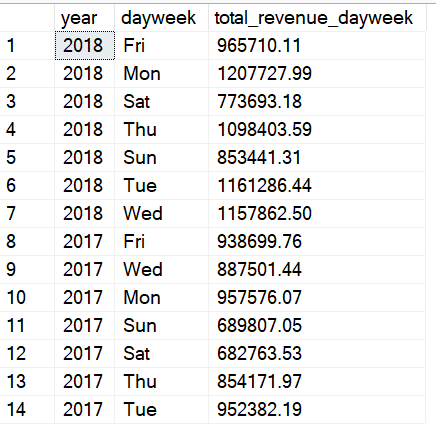 year dayweek total_revenue_dayweek
1 2018 Fri 965710.11
2 2018 Mon 1207727.99
3 2018 Sat 773693.18
4 2018 Thu 1098403.59
5 2018 Sun 853441.31
6 2018 Tue 1161286.44
7 2018 Wed 1157862.50
8 2017 Fri 938699.76
9 2017 Wed 887501.44
10 2017 Mon 957576.07
11 2017 Sun 689807.05
12 2017 Sat 682763.53
13 2017 Thu 854171.97
14 2017 Tue 952382.19